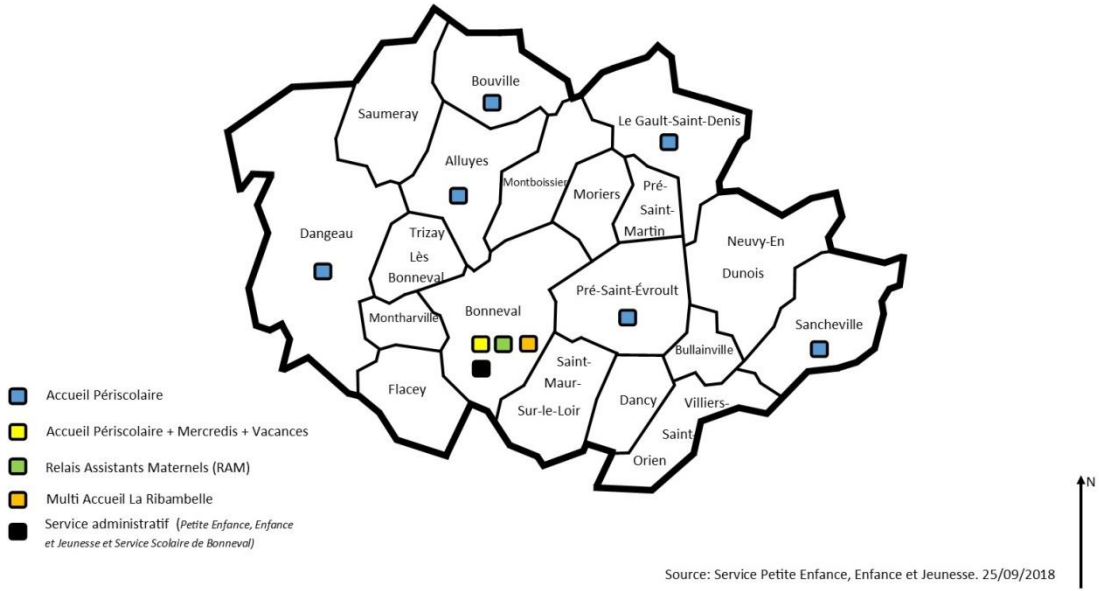 Bouville
Saumeray
Le Gault-Saint-Denis
Alluyes
Montboissier
Moriers
Pré-
Saint-
Martin
Dangeau
Trizay
Lès
Bonneval
Neuvy-En
Dunois
Pré-Saint-Évroult
Bonneval
Montharville
Sancheville
Bullainville
Saint-
Maur-
Sur-le-Loir
Flacey
Dancy
Villiers-
Saint-
Orien
Accueil Périscolaire
Accueil Périscolaire + Mercredis + Vacances
Relais Assistants Maternels (RAM)
Multi Accueil La Ribambelle
Service administratif (Petite Enfance, Enfance
et Jeunesse et Service Scolaire de Bonneval)
N
Source: Service Petite Enfance, Enfance et Jeunesse. 25/09/2018